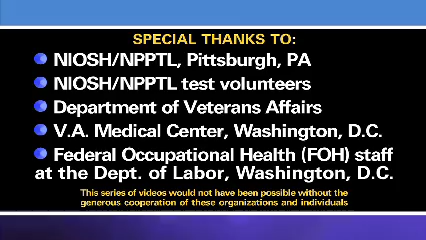 SPECIAL THANKS TO:
NIOSH/NPPTL, Pittsburgh, PA
NIOSH/NPPTL test volunteers
Department of Veterans Affairs
V.A. Medical Center, Washington, D.C.
Federal Occupational Health (FOH) staff
at the Dept. of Labor, Washington, D.C.
This series of videos would not have been possible without the
generous cooperation of these organizations and individuals